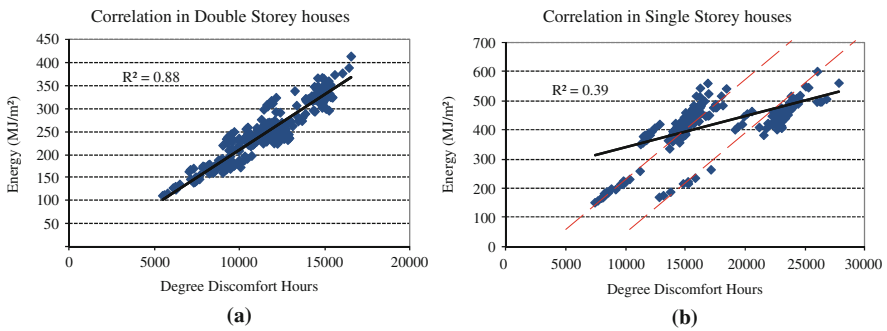 Correlation in Double Storey houses
450
400
350
300
250
200
150
100
50
R² = 0.88
Energy (MJ/m²)
0
5000
10000
15000
20000
Degree Discomfort Hours
(a)
Correlation in Single Storey houses
700
600
500
400
300
200
100
0
R² = 0.39
Energy (MJ/m²)
0
5000
10000
15000
20000
25000
30000
Degree Discomfort Hours
(b)